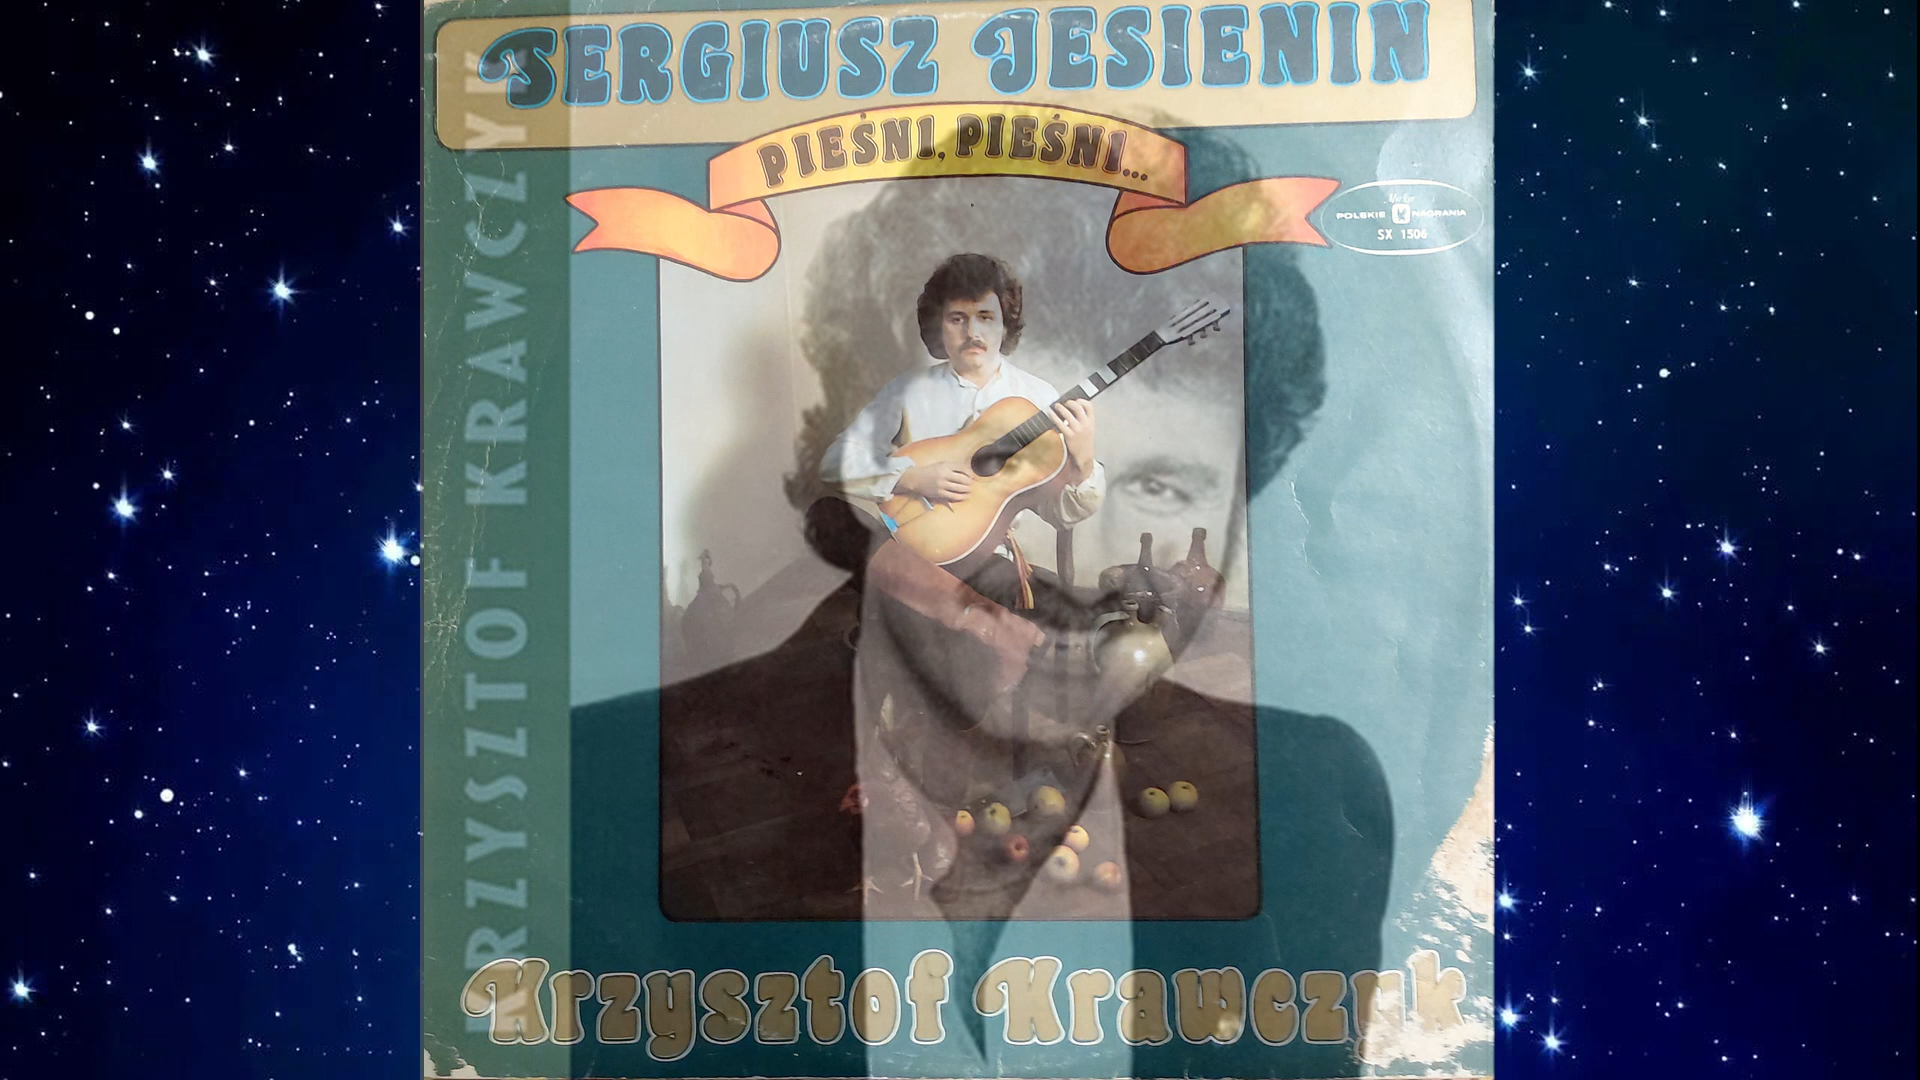 SERGIUSZ JESIENIN
PIEŚNI, PIEŚNI...
POLSKIE NAGRANIA
SX 1506
KRZYSZTOF KRAWCZYK
Krzysztof Krawczyk